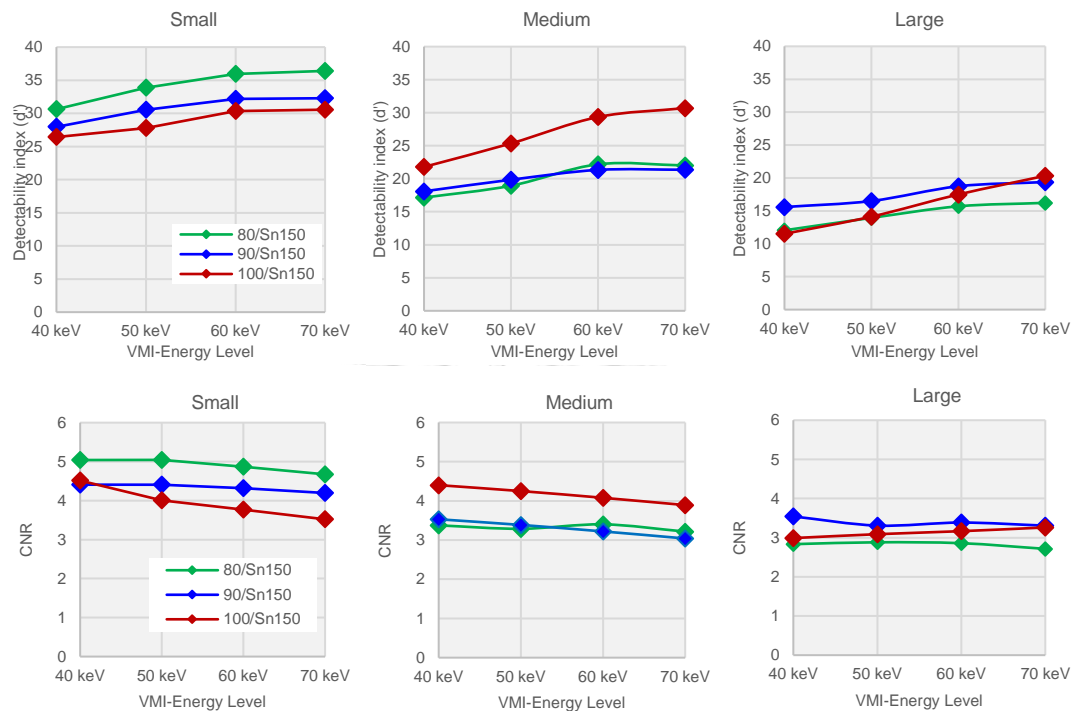 Small
Medium
Large
Detectability index (d')
40
35
30
25
20
15
10
5
0
80/Sn150
90/Sn150
100/Sn150
40 keV 50 keV 60 keV 70 keV
VMI-Energy Level
Detectability index (d')
40
35
30
25
20
15
10
5
0
40 keV 50 keV 60 keV 70 keV
VMI-Energy Level
Detectability index (d')
40
35
30
25
20
15
10
5
0
40 keV 50 keV 60 keV 70 keV
VMI-Energy Level
Small
Medium
Large
CNR
6
5
4
3
2
1
0
80/Sn150
90/Sn150
100/Sn150
40 keV 50 keV 60 keV 70 keV
VMI-Energy Level
CNR
6
5
4
3
2
1
0
40 keV 50 keV 60 keV 70 keV
VMI-Energy Level
CNR
6
5
4
3
2
1
0
40 keV 50 keV 60 keV 70 keV
VMI-Energy Level